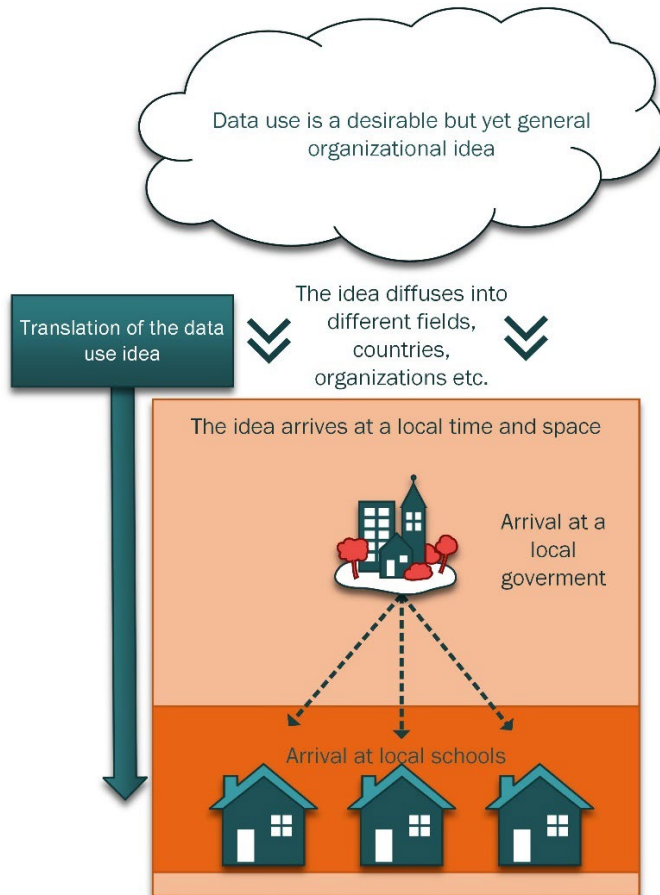 Data use is a desirable but yet general
organizational idea
The idea diffuses into
different fields,
countries,
organizations etc.
Translation of the data
use idea
The idea arrives at a local time and space
Arrival at a
local
goverment
Arrival at local schools